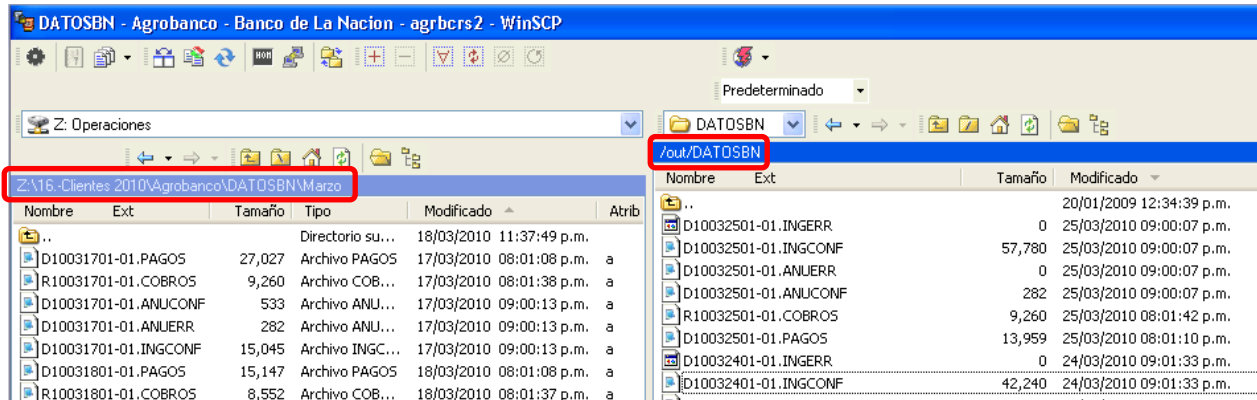 DATOSBN - Agrobanco - Banco de La Nacion - agrbcrs2 - WinSCP
Predeterminado
Z: Operaciones
Z:\16.-Clientes 2010\Agrobanco\DATOSBN\Marzo
Nombre Ext Tamaño Tipo Modificado Atrib
.. Directorio su... 18/03/2010 11:37:49 p.m.
D10031701-01.PAGOS 27,027 Archivo PAGOS 17/03/2010 08:01:08 p.m. a
R10031701-01.COBROS 9,260 Archivo COB... 17/03/2010 08:01:38 p.m. a
D10031701-01.ANUCONF 533 Archivo ANU... 17/03/2010 09:00:13 p.m. a
D10031701-01.ANUERR 282 Archivo ANU... 17/03/2010 09:00:13 p.m. a
D10031701-01.INGCONF 15,045 Archivo INGC... 17/03/2010 09:00:13 p.m. a
D10031801-01.PAGOS 15,147 Archivo PAGOS 18/03/2010 08:01:08 p.m. a
R10031801-01.COBROS 8,552 Archivo COB... 18/03/2010 08:01:37 p.m. a
DATOSBN
/out/DATOSBN
Nombre Ext Tamaño Modificado
.. 20/01/2009 12:34:39 p.m.
D10032501-01.INGERR 0 25/03/2010 09:00:07 p.m.
D10032501-01.INGCONF 57,780 25/03/2010 09:00:07 p.m.
D10032501-01.ANUERR 0 25/03/2010 09:00:07 p.m.
D10032501-01.ANUCONF 282 25/03/2010 09:00:07 p.m.
R10032501-01.COBROS 9,260 25/03/2010 08:01:42 p.m.
D10032501-01.PAGOS 13,959 25/03/2010 08:01:10 p.m.
D10032401-01.INGERR 0 24/03/2010 09:01:33 p.m.
D10032401-01.INGCONF 42,240 24/03/2010 09:01:33 p.m.